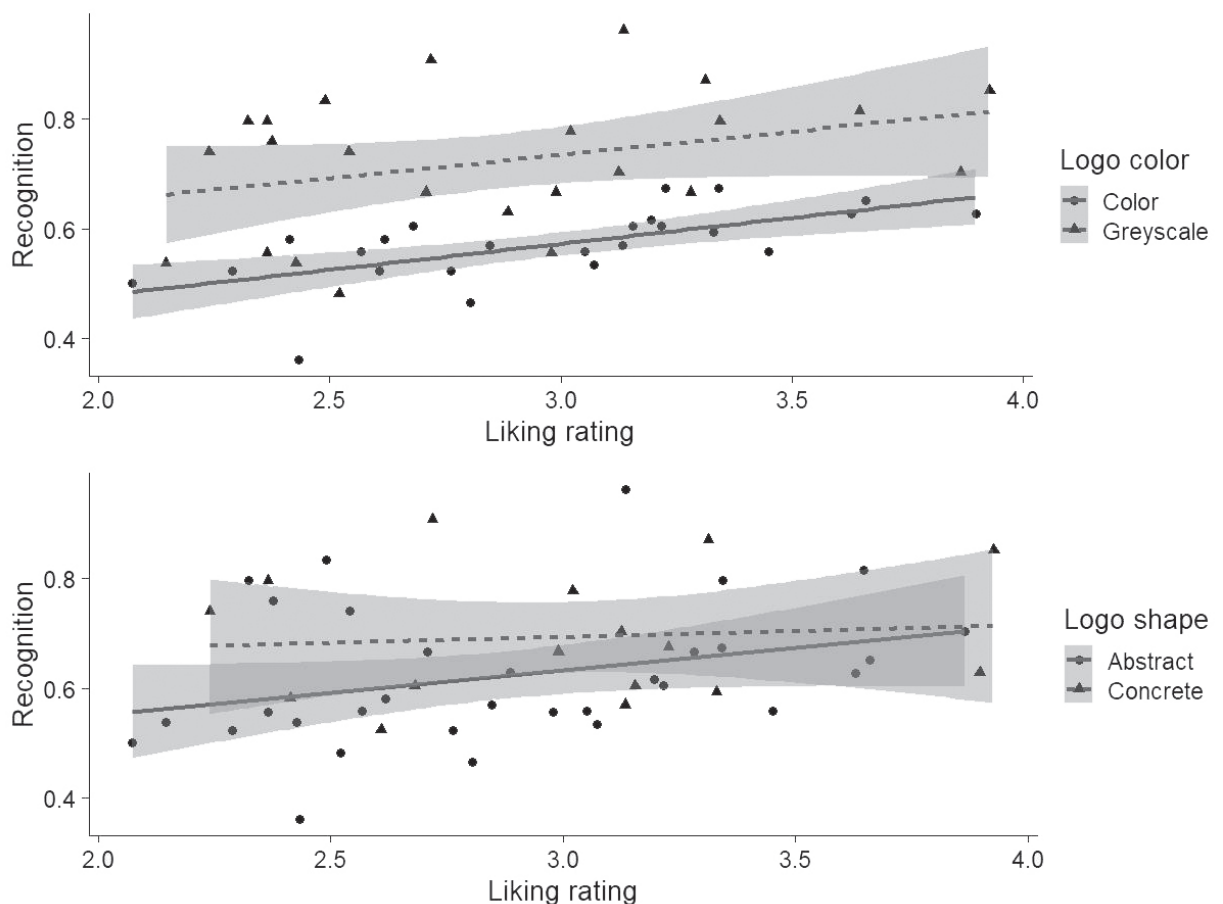 Recognition
0.8
0.6
0.4
2.0 2.5 3.0 3.5 4.0
Liking rating
Logo color
Color
Greyscale
Recognition
0.8
0.6
0.4
2.0 2.5 3.0 3.5 4.0
Liking rating
Logo shape
Abstract
Concrete